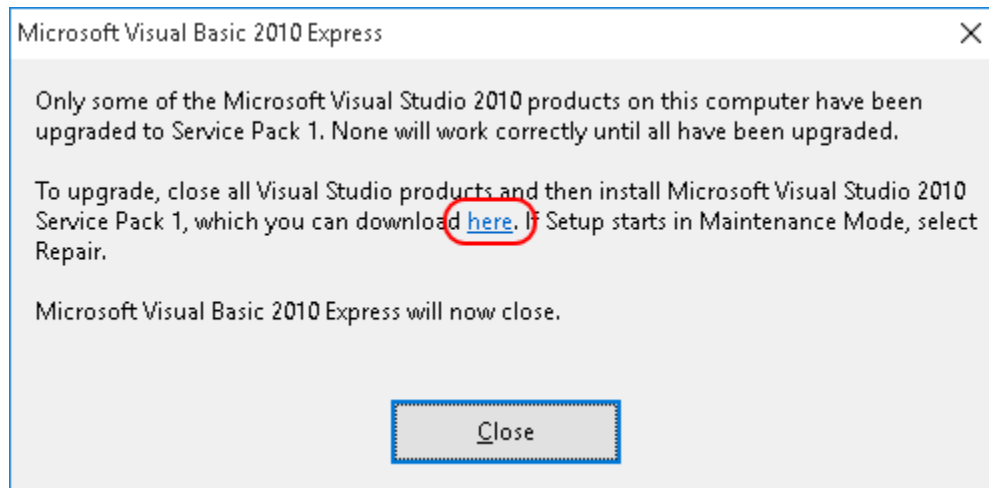 Microsoft Visual Basic 2010 Express
Only some of the Microsoft Visual Studio 2010 products on this computer have been
upgraded to Service Pack 1. None will work correctly until all have been upgraded.
To upgrade, close all Visual Studio products and then install Microsoft Visual Studio 2010
Service Pack 1, which you can download here. If Setup starts in Maintenance Mode, select
Repair.
Microsoft Visual Basic 2010 Express will now close.
Close